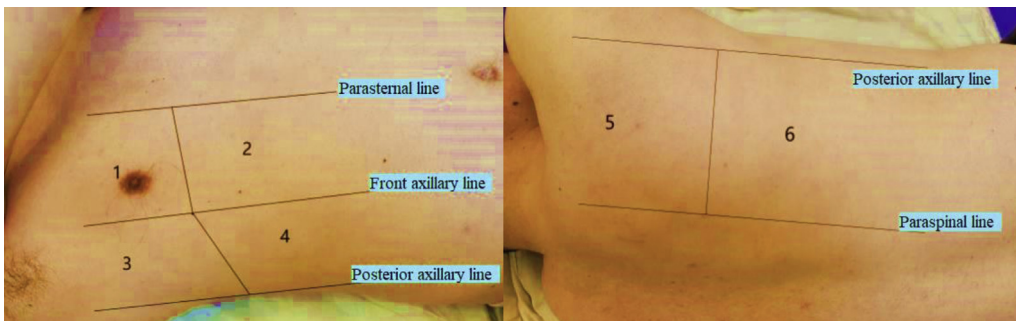 Parasternal line
1
2
Front axillary line
3
4
Posterior axillary line
Posterior axillary line
5
6
Paraspinal line